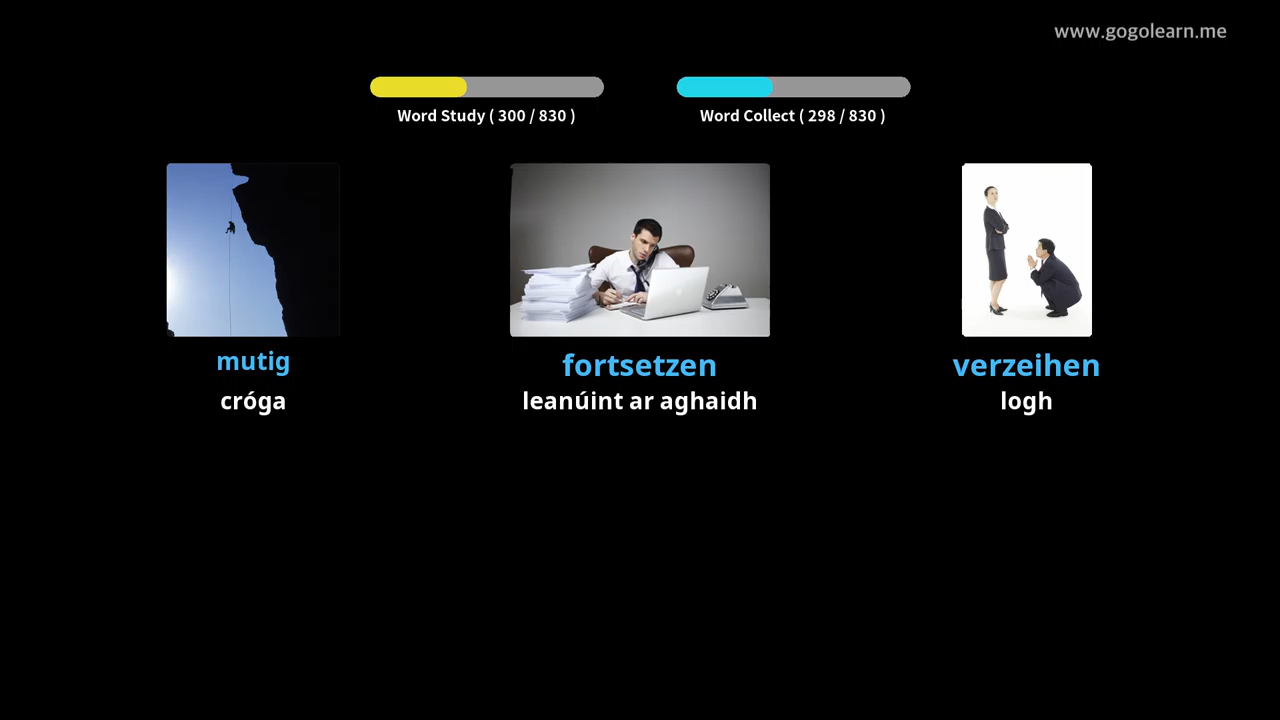 www.gogolearn.me
Word Study ( 300 / 830 )
Word Collect ( 298 / 830 )
mutig
cróga
fortsetzen
leanúint ar aghaidh
verzeihen
logh